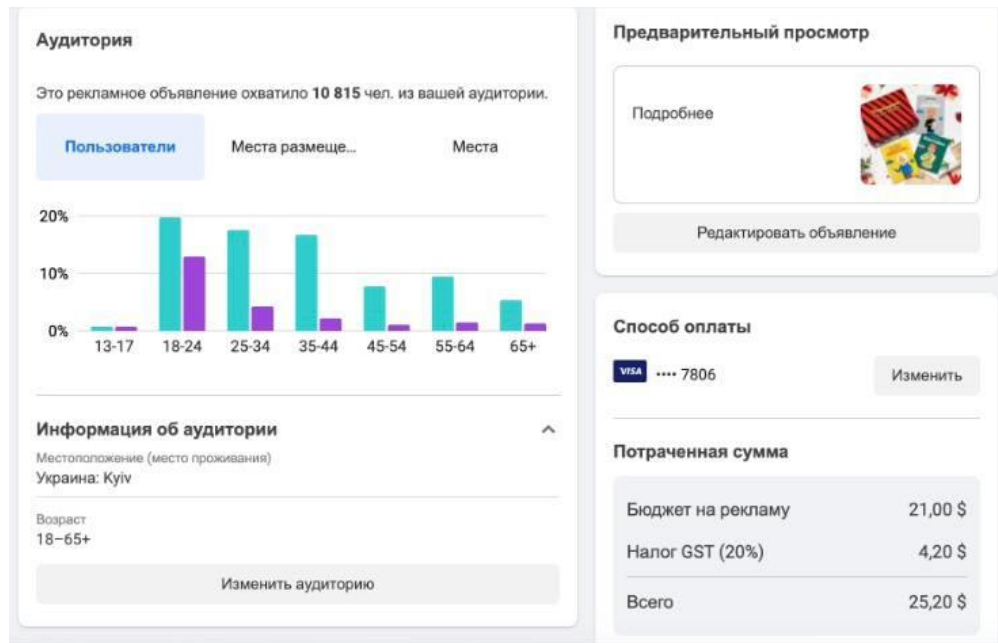 Аудитория
Это рекламное объявление охватило 10 815 чел. из вашей аудитории.
Пользователи Места размеще... Места
20%
10%
0%
13-17 18-24 25-34 35-44 45-54 55-64 65+
Информация об аудитории
Местоположение (место проживания)
Украина: Kyiv
Возраст
18–65+
Изменить аудиторию
Предварительный просмотр
Подробнее
Редактировать объявление
Способ оплаты
VISA •••• 7806 Изменить
Потраченная сумма
Бюджет на рекламу 21,00 $
Налог GST (20%) 4,20 $
Всего 25,20 $